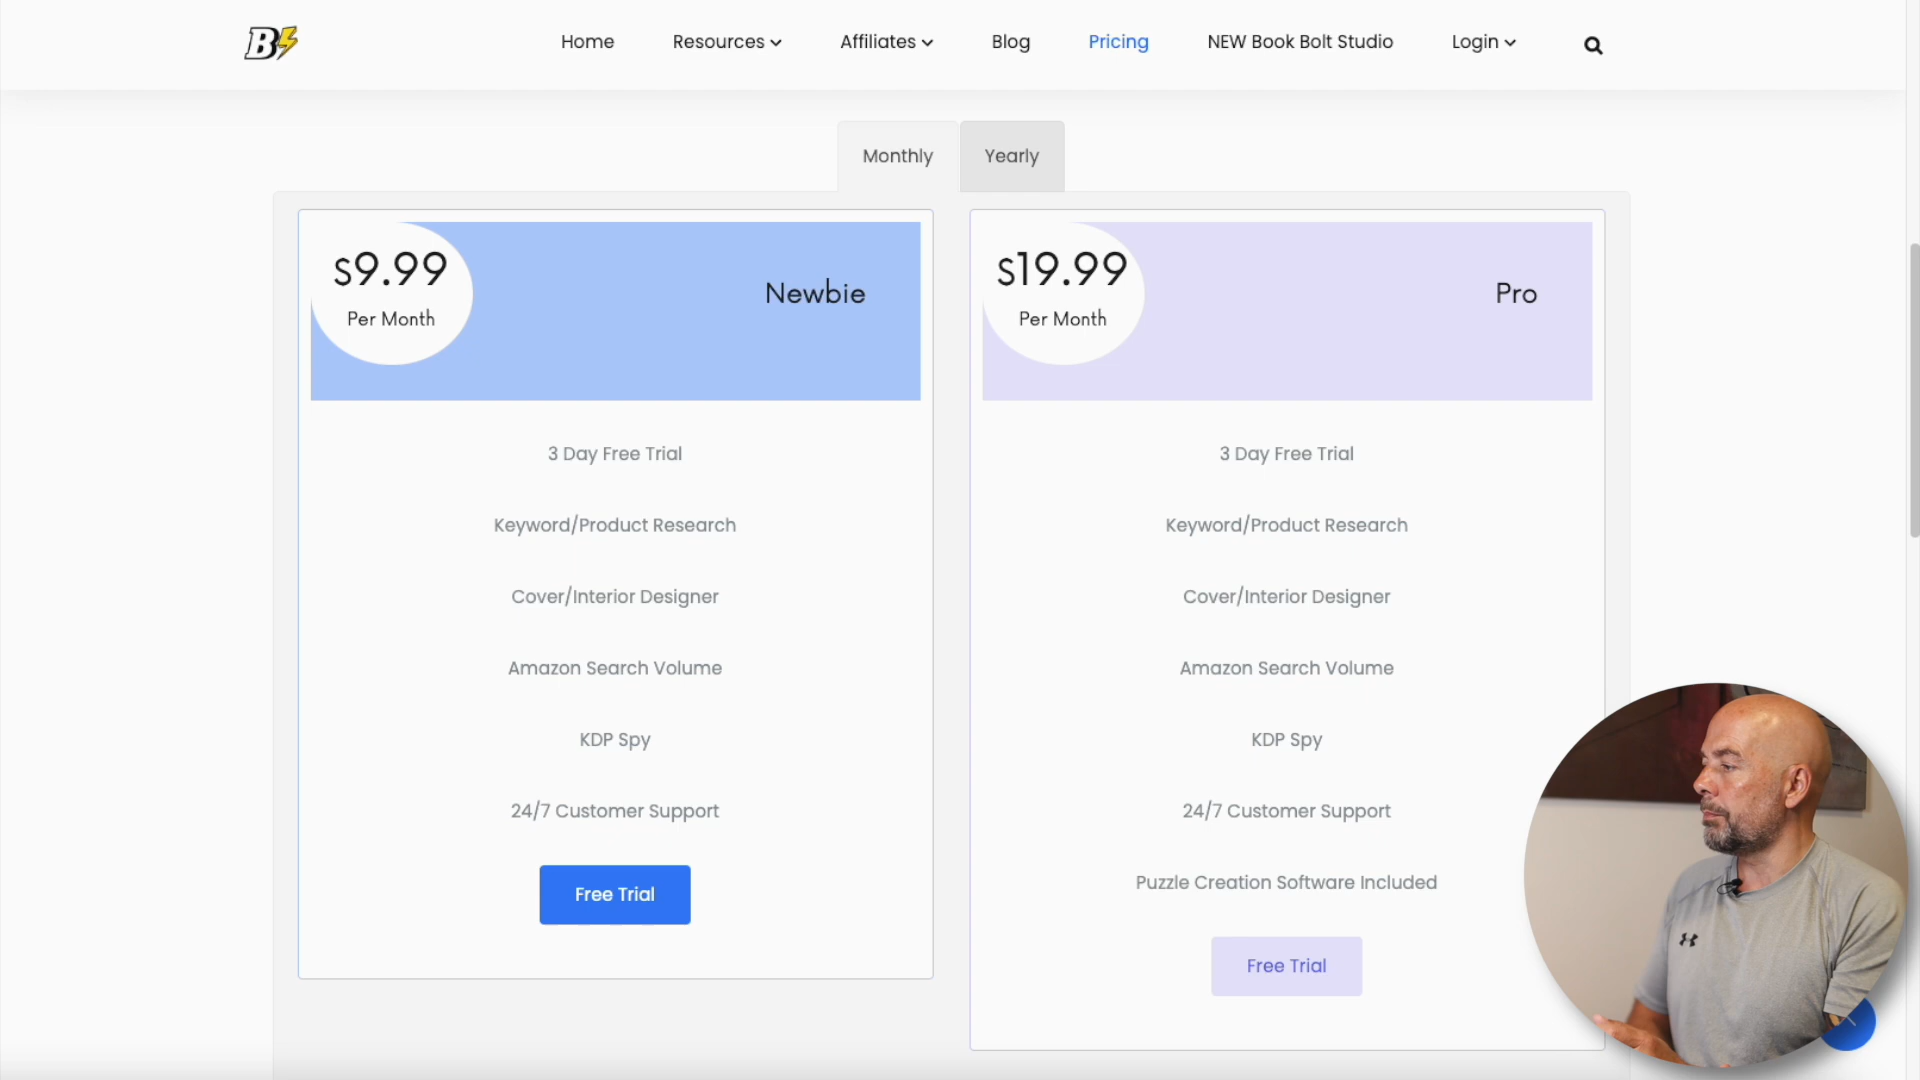 B
Home
Resources
Affiliates
Blog
Pricing
NEW Book Bolt Studio
Login
Monthly
Yearly
$9.99
Per Month
Newbie
3 Day Free Trial
Keyword/Product Research
Cover/Interior Designer
Amazon Search Volume
KDP Spy
24/7 Customer Support
Free Trial
$19.99
Per Month
Pro
3 Day Free Trial
Keyword/Product Research
Cover/Interior Designer
Amazon Search Volume
KDP Spy
24/7 Customer Support
Puzzle Creation Software Included
Free Trial